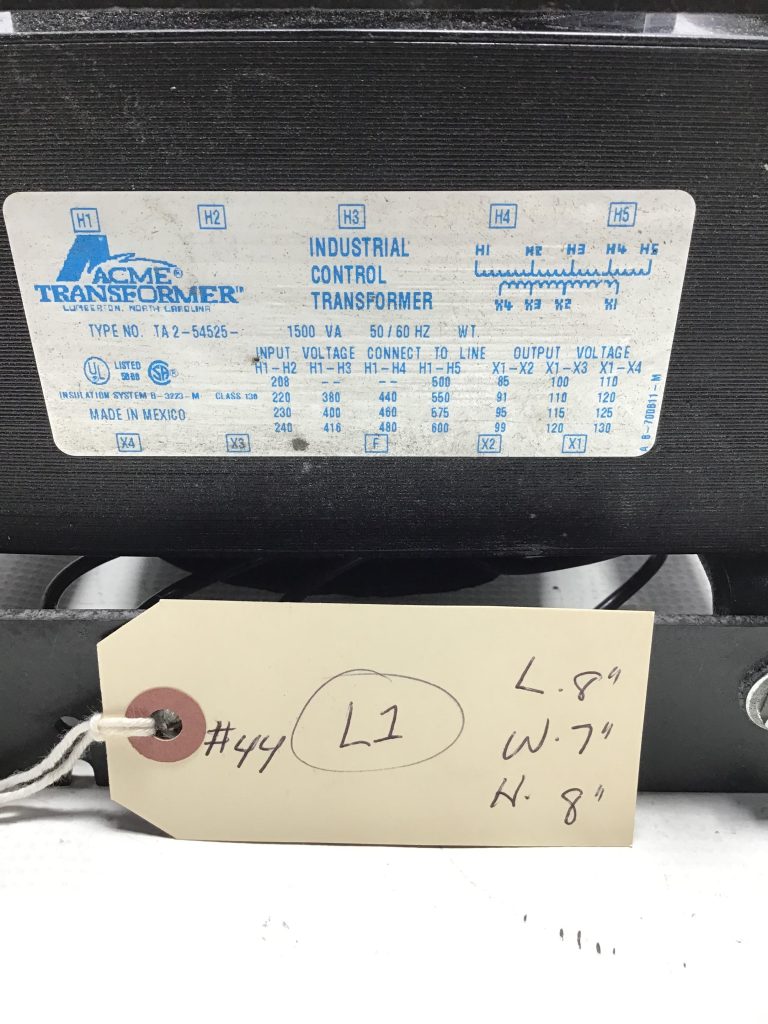 H1 H2 H3 H4 H5
ACME®
TRANSFORMER
LUMBERTON, NORTH CAROLINA
INDUSTRIAL
CONTROL
TRANSFORMER
H1 H2 H3 H4 H5
X4 X3 X2 X1
TYPE NO. TA 2-54525- 1500 VA 50/60 HZ WT.
UL LISTED
INPUT VOLTAGE CONNECT TO LINE OUTPUT VOLTAGE
H1-H2 H1-H3 H1-H4 H1-H5 X1-X2 X1-X3 X1-X4
208 -- -- 500 85 100 110
220 380 440 550 91 110 120
230 400 460 575 95 115 125
240 416 480 600 99 120 130
INSULATION SYSTEM CLASS 130
MADE IN MEXICO
X4 X3 F X2 X1
#44 L1
L. 8"
W. 7"
H. 8"